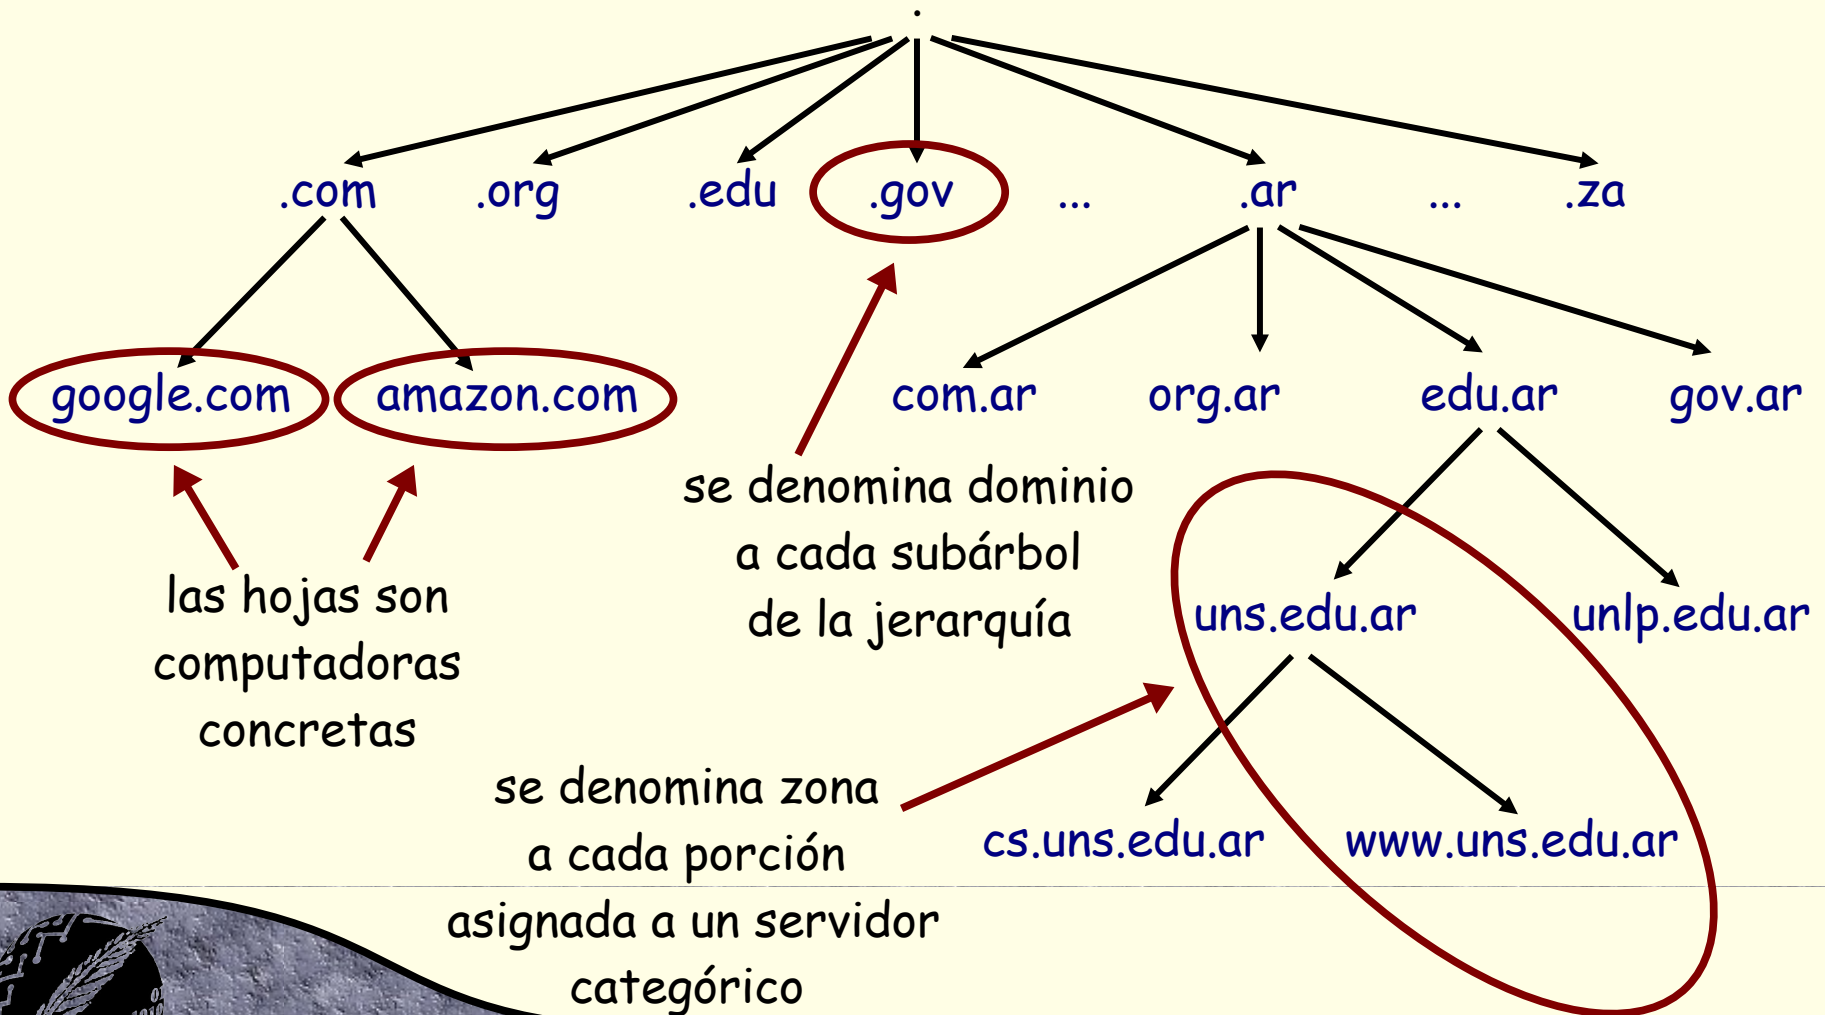 .
.com .org .edu .gov ... .ar ... .za
google.com amazon.com com.ar org.ar edu.ar gov.ar
se denomina dominio
a cada subárbol
de la jerarquía
las hojas son
computadoras
concretas
uns.edu.ar unlp.edu.ar
se denomina zona
a cada porción
asignada a un servidor
categórico
cs.uns.edu.ar www.uns.edu.ar